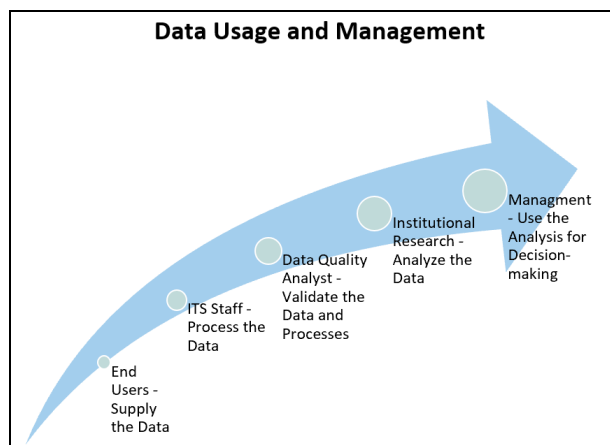 Data Usage and Management
End
Users -
Supply
the Data
ITS Staff -
Process the
Data
Data Quality
Analyst -
Validate the
Data and
Processes
Institutional
Research -
Analyze the
Data
Managment
- Use the
Analysis for
Decision-
making